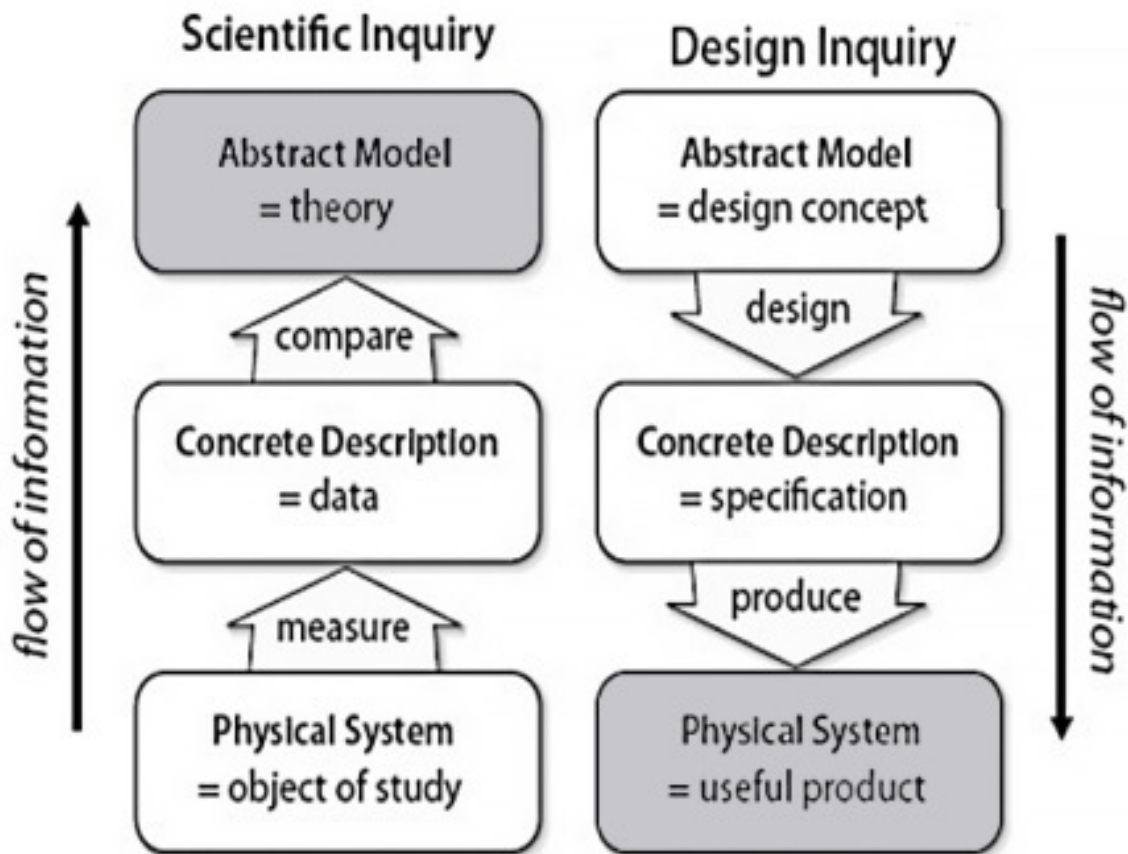 Scientific Inquiry
Abstract Model
= theory
compare
Concrete Description
= data
measure
Physical System
= object of study
flow of information
Design Inquiry
Abstract Model
= design concept
design
Concrete Description
= specification
produce
Physical System
= useful product
flow of information